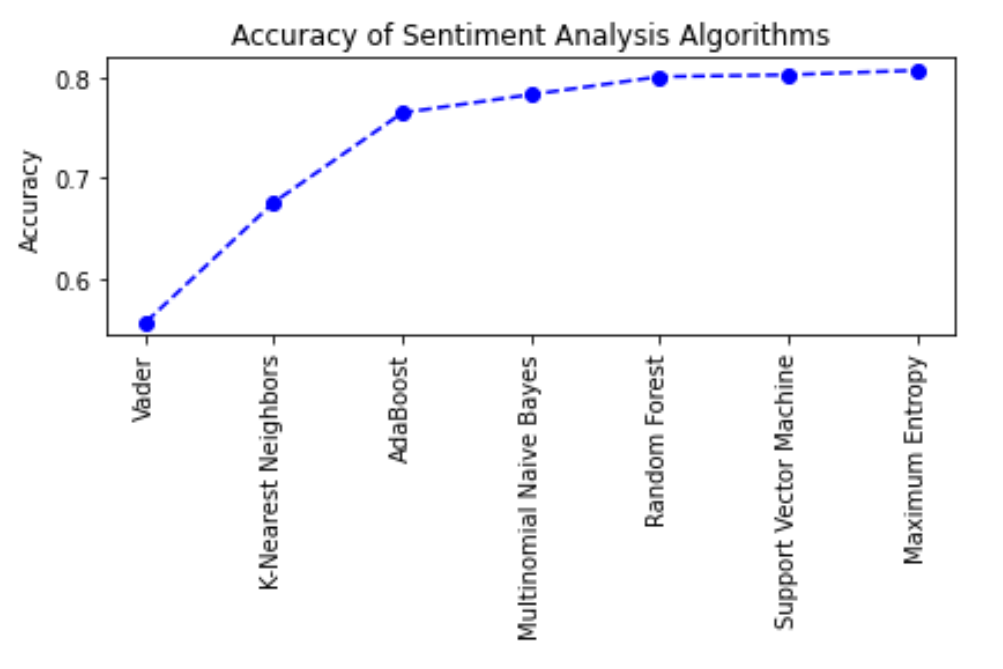 Accuracy of Sentiment Analysis Algorithms
Accuracy
0.8
0.7
0.6
Vader
K-Nearest Neighbors
AdaBoost
Multinomial Naive Bayes
Random Forest
Support Vector Machine
Maximum Entropy